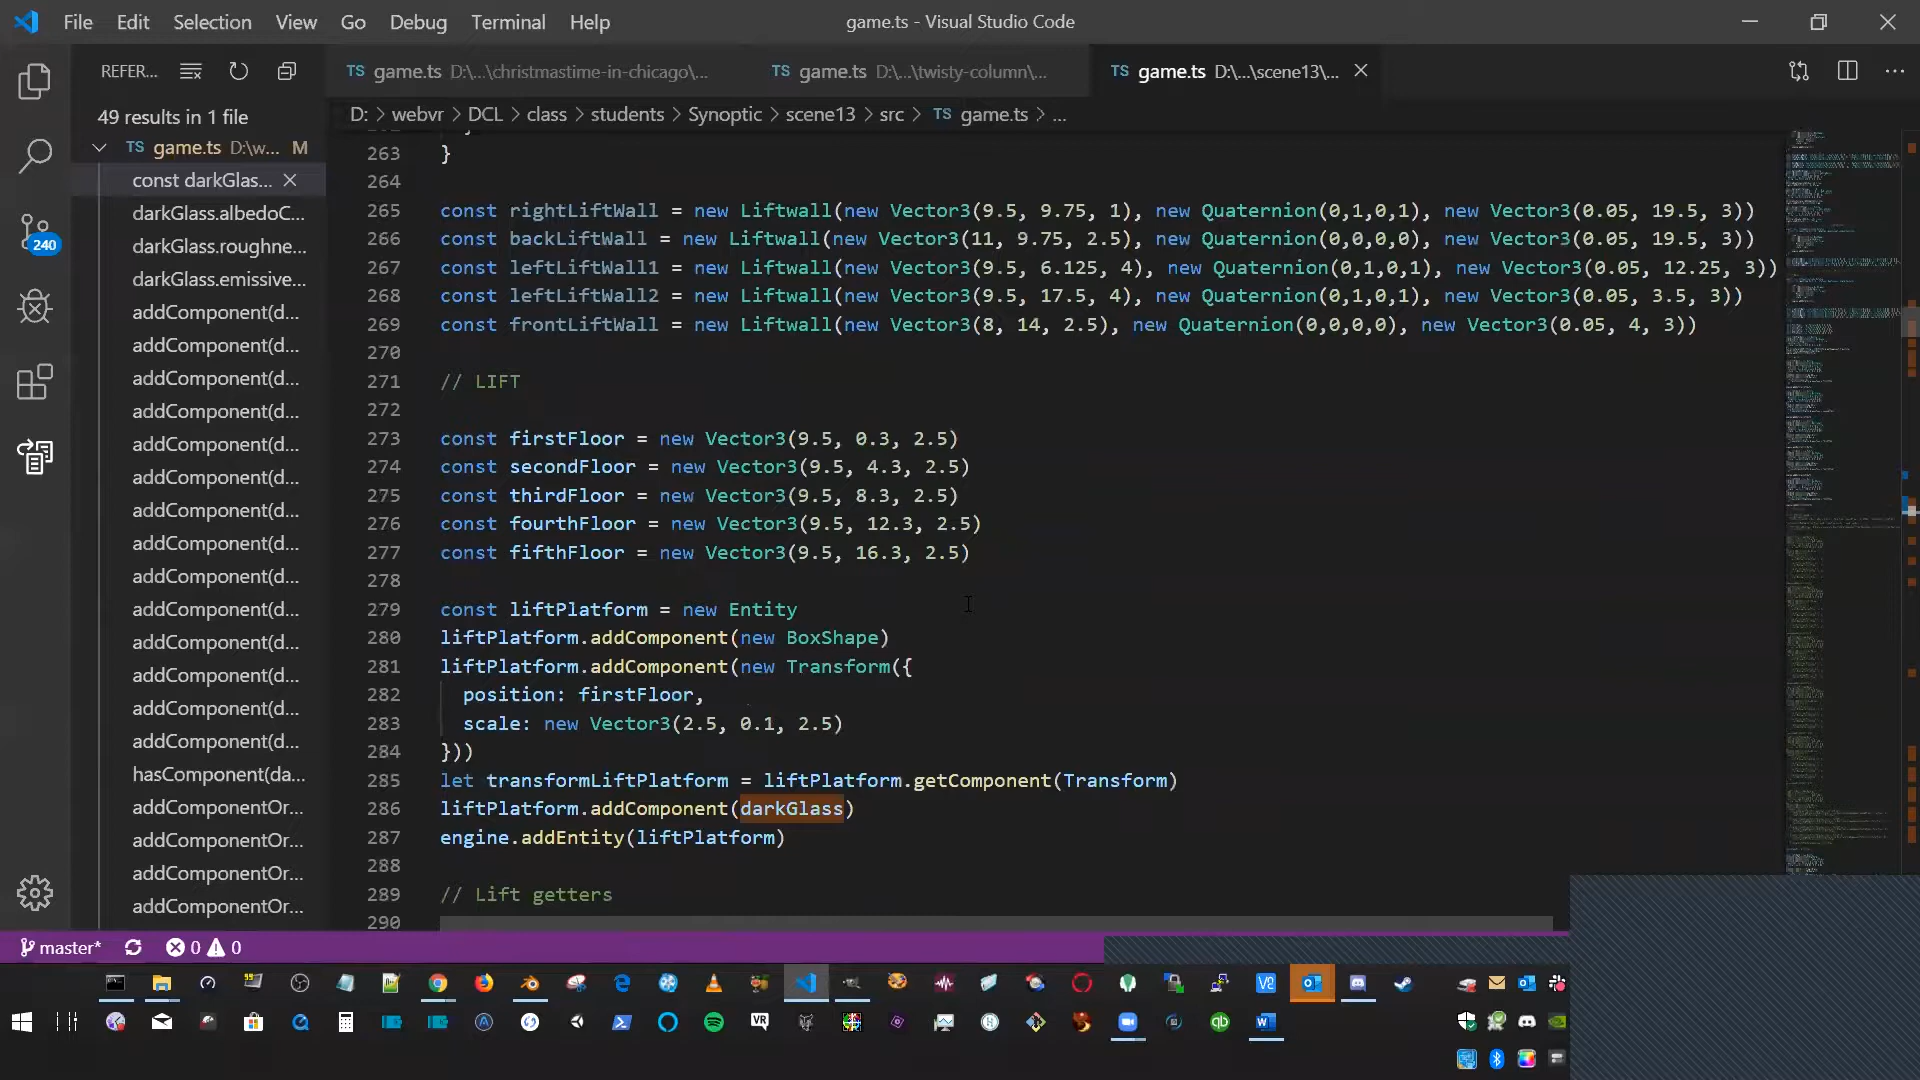 File Edit Selection View Go Debug Terminal Help
game.ts - Visual Studio Code
REFER...
TS game.ts D:\...\christmastime-in-chicago\...
TS game.ts D:\...\twisty-column\...
TS game.ts D:\...\scene13\...
D: > webvr > DCL > class > students > Synoptic > scene13 > src > TS game.ts > ...
49 results in 1 file
TS game.ts D:\w... M
const darkGlas...
darkGlass.albedoC...
darkGlass.roughne...
darkGlass.emissive...
addComponent(d...
addComponent(d...
addComponent(d...
addComponent(d...
addComponent(d...
addComponent(d...
addComponent(d...
addComponent(d...
addComponent(d...
addComponent(d...
addComponent(d...
addComponent(d...
addComponent(d...
addComponent(d...
hasComponent(da...
addComponentOr...
addComponentOr...
addComponentOr...
addComponentOr...
240
263 }
264
265 const rightLiftWall = new Liftwall(new Vector3(9.5, 9.75, 1), new Quaternion(0,1,0,1), new Vector3(0.05, 19.5, 3))
266 const backLiftWall = new Liftwall(new Vector3(11, 9.75, 2.5), new Quaternion(0,0,0,0), new Vector3(0.05, 19.5, 3))
267 const leftLiftWall1 = new Liftwall(new Vector3(9.5, 6.125, 4), new Quaternion(0,1,0,1), new Vector3(0.05, 12.25, 3))
268 const leftLiftWall2 = new Liftwall(new Vector3(9.5, 17.5, 4), new Quaternion(0,1,0,1), new Vector3(0.05, 3.5, 3))
269 const frontLiftWall = new Liftwall(new Vector3(8, 14, 2.5), new Quaternion(0,0,0,0), new Vector3(0.05, 4, 3))
270
271 // LIFT
272
273 const firstFloor = new Vector3(9.5, 0.3, 2.5)
274 const secondFloor = new Vector3(9.5, 4.3, 2.5)
275 const thirdFloor = new Vector3(9.5, 8.3, 2.5)
276 const fourthFloor = new Vector3(9.5, 12.3, 2.5)
277 const fifthFloor = new Vector3(9.5, 16.3, 2.5)
278
279 const liftPlatform = new Entity
280 liftPlatform.addComponent(new BoxShape)
281 liftPlatform.addComponent(new Transform({
282 position: firstFloor,
283 scale: new Vector3(2.5, 0.1, 2.5)
284 }))
285 let transformLiftPlatform = liftPlatform.getComponent(Transform)
286 liftPlatform.addComponent(darkGlass)
287 engine.addEntity(liftPlatform)
288
289 // Lift getters
290
master* 0 0